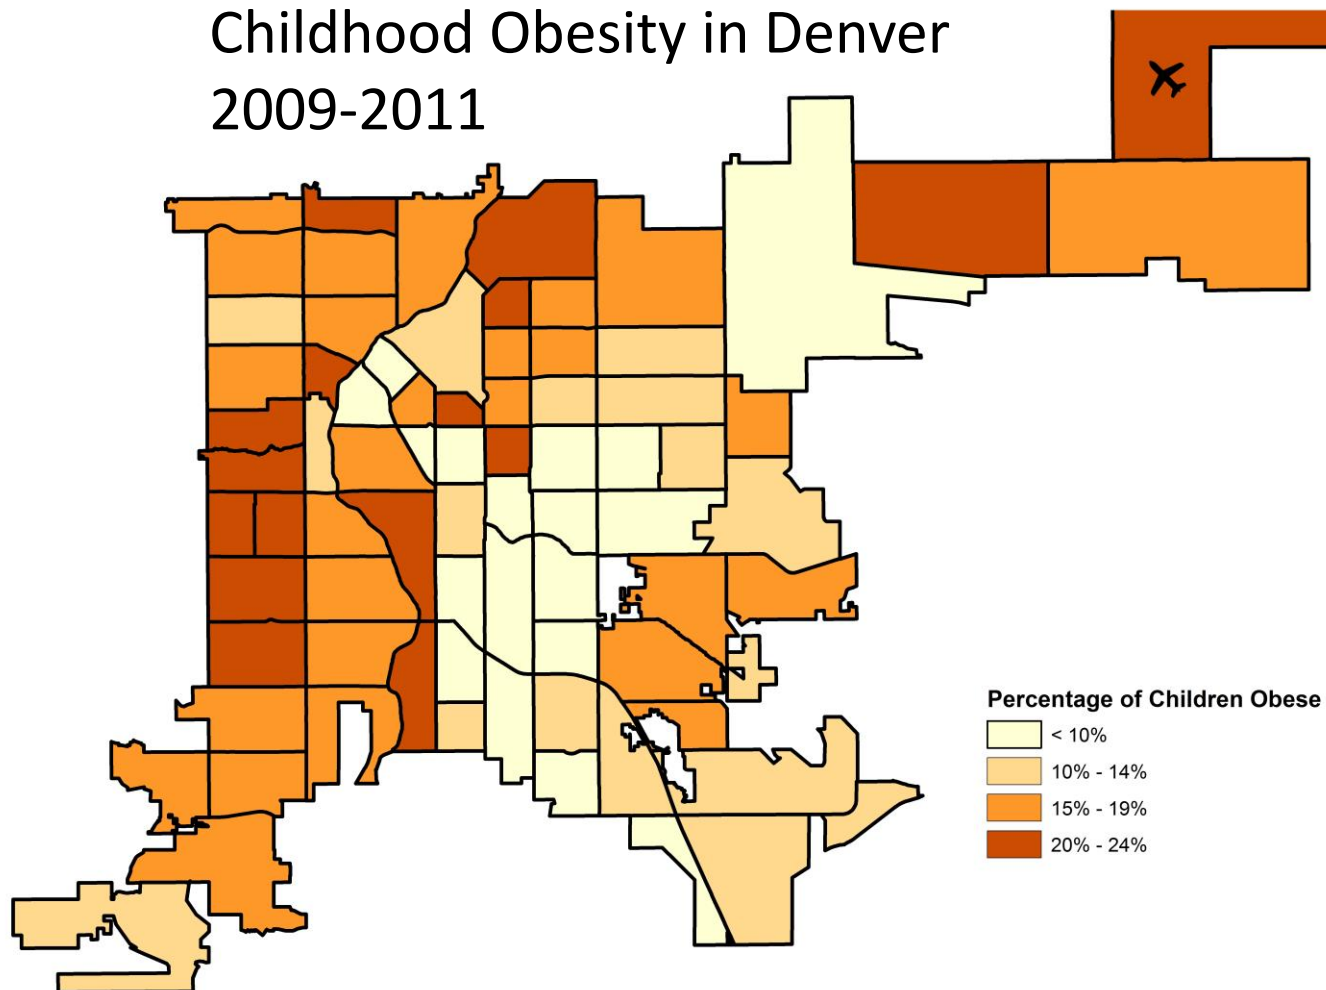 Childhood Obesity in Denver
2009-2011
Percentage of Children Obese
< 10%
10% - 14%
15% - 19%
20% - 24%